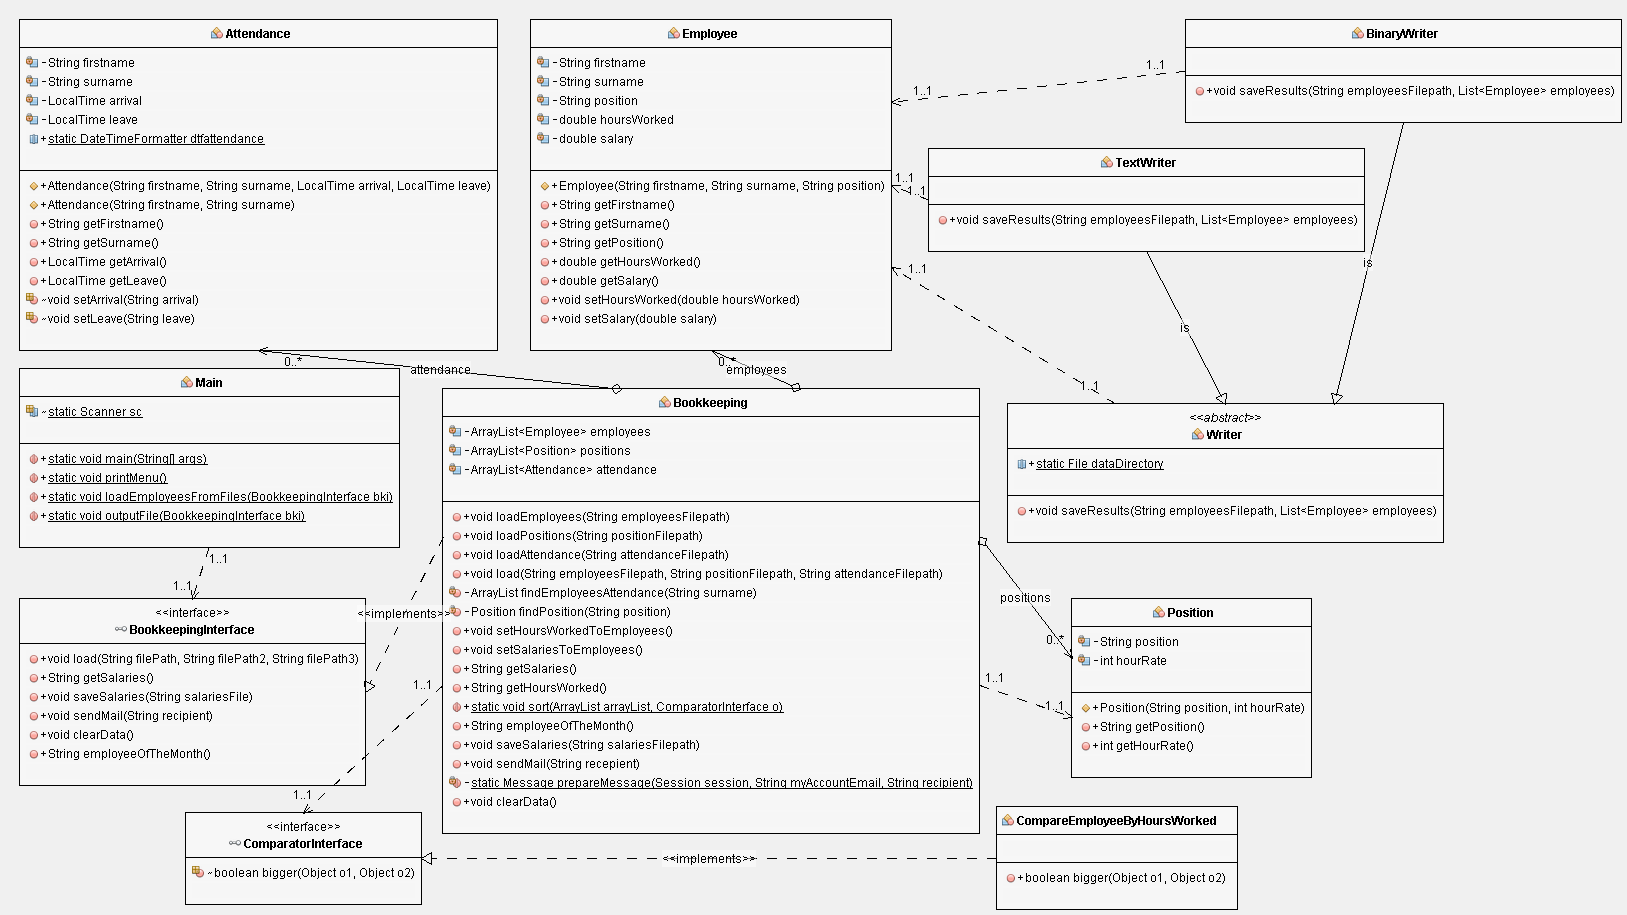 Attendance
-String firstname
-String surname
-LocalTime arrival
-LocalTime leave
+static DateTimeFormatter dtfattendance
+Attendance(String firstname, String surname, LocalTime arrival, LocalTime leave)
+Attendance(String firstname, String surname)
+String getFirstname()
+String getSurname()
+LocalTime getArrival()
+LocalTime getLeave()
~void setArrival(String arrival)
~void setLeave(String leave)
Employee
-String firstname
-String surname
-String position
-double hoursWorked
-double salary
+Employee(String firstname, String surname, String position)
+String getFirstname()
+String getSurname()
+String getPosition()
+double getHoursWorked()
+double getSalary()
+void setHoursWorked(double hoursWorked)
+void setSalary(double salary)
BinaryWriter
+void saveResults(String employeesFilepath, List<Employee> employees)
1..1
1..1
TextWriter
+void saveResults(String employeesFilepath, List<Employee> employees)
1..1
1..1
1..1
1..1
is
is
0..*
attendance
0..*
employees
Main
~static Scanner sc
+static void main(String[] args)
+static void printMenu()
+static void loadEmployeesFromFiles(BookkeepingInterface bki)
+static void outputFile(BookkeepingInterface bki)
1..1
1..1
Bookkeeping
-ArrayList<Employee> employees
-ArrayList<Position> positions
-ArrayList<Attendance> attendance
+void loadEmployees(String employeesFilepath)
+void loadPositions(String positionFilepath)
+void loadAttendance(String attendanceFilepath)
+void load(String employeesFilepath, String positionFilepath, String attendanceFilepath)
-ArrayList findEmployeesAttendance(String surname)
-Position findPosition(String position)
+void setHoursWorkedToEmployees()
+void setSalariesToEmployees()
+String getSalaries()
+String getHoursWorked()
+static void sort(ArrayList arrayList, ComparatorInterface o)
+String employeeOfTheMonth()
+void saveSalaries(String salariesFilepath)
+void sendMail(String recepient)
-static Message prepareMessage(Session session, String myAccountEmail, String recipient)
+void clearData()
<<abstract>>
Writer
+static File dataDirectory
+void saveResults(String employeesFilepath, List<Employee> employees)
<<interface>>
BookkeepingInterface
+void load(String filePath, String filePath2, String filePath3)
+String getSalaries()
+void saveSalaries(String salariesFile)
+void sendMail(String recipient)
+void clearData()
+String employeeOfTheMonth()
<<implements>>
1..1
1..1
positions
0..*
1..1
1..1
Position
-String position
-int hourRate
+Position(String position, int hourRate)
+String getPosition()
+int getHourRate()
<<interface>>
ComparatorInterface
~boolean bigger(Object o1, Object o2)
<<implements>>
CompareEmployeeByHoursWorked
+boolean bigger(Object o1, Object o2)